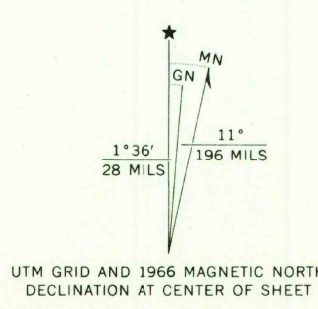 ★
MN
GN
1°36′
28 MILS
11°
196 MILS
UTM GRID AND 1966 MAGNETIC NORTH
DECLINATION AT CENTER OF SHEET